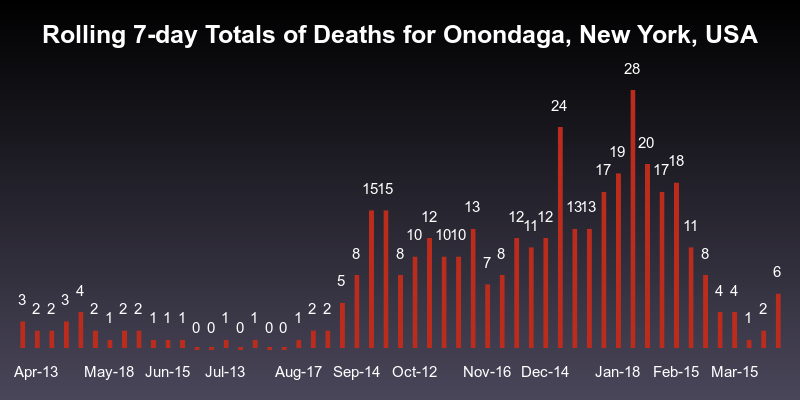 Rolling 7-day Totals of Deaths for Onondaga, New York, USA
3 2 2 3 4 2 1 2 2 1 1 1 0 0 1 0 1 0 0 1 2 2 5 8 15 15 8 10 12 10 10 13 7 8 12 11 12 24 13 13 17 19 28 20 17 18 11 8 4 4 1 2 6
Apr-13 May-18 Jun-15 Jul-13 Aug-17 Sep-14 Oct-12 Nov-16 Dec-14 Jan-18 Feb-15 Mar-15